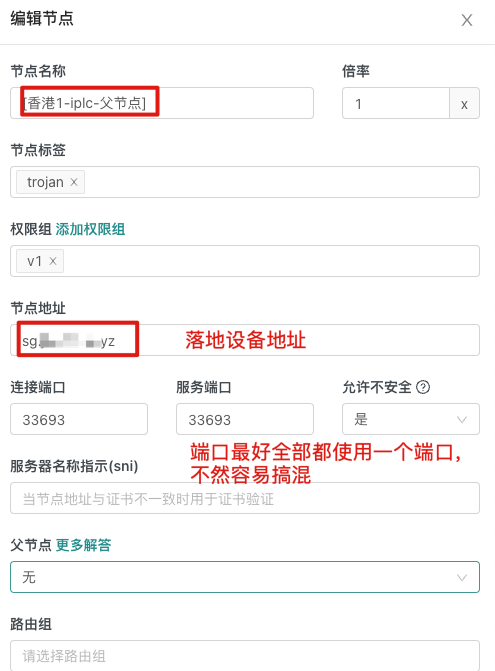 编辑节点
节点名称
倍率
[香港1-iplc-父节点]
1
x
节点标签
trojan
权限组 添加权限组
v1
节点地址
sg.
yz
落地设备地址
连接端口
服务端口
允许不安全
33693
33693
是
端口最好全部都使用一个端口,
不然容易搞混
服务器名称指示(sni)
当节点地址与证书不一致时用于证书验证
父节点 更多解答
无
路由组
请选择路由组